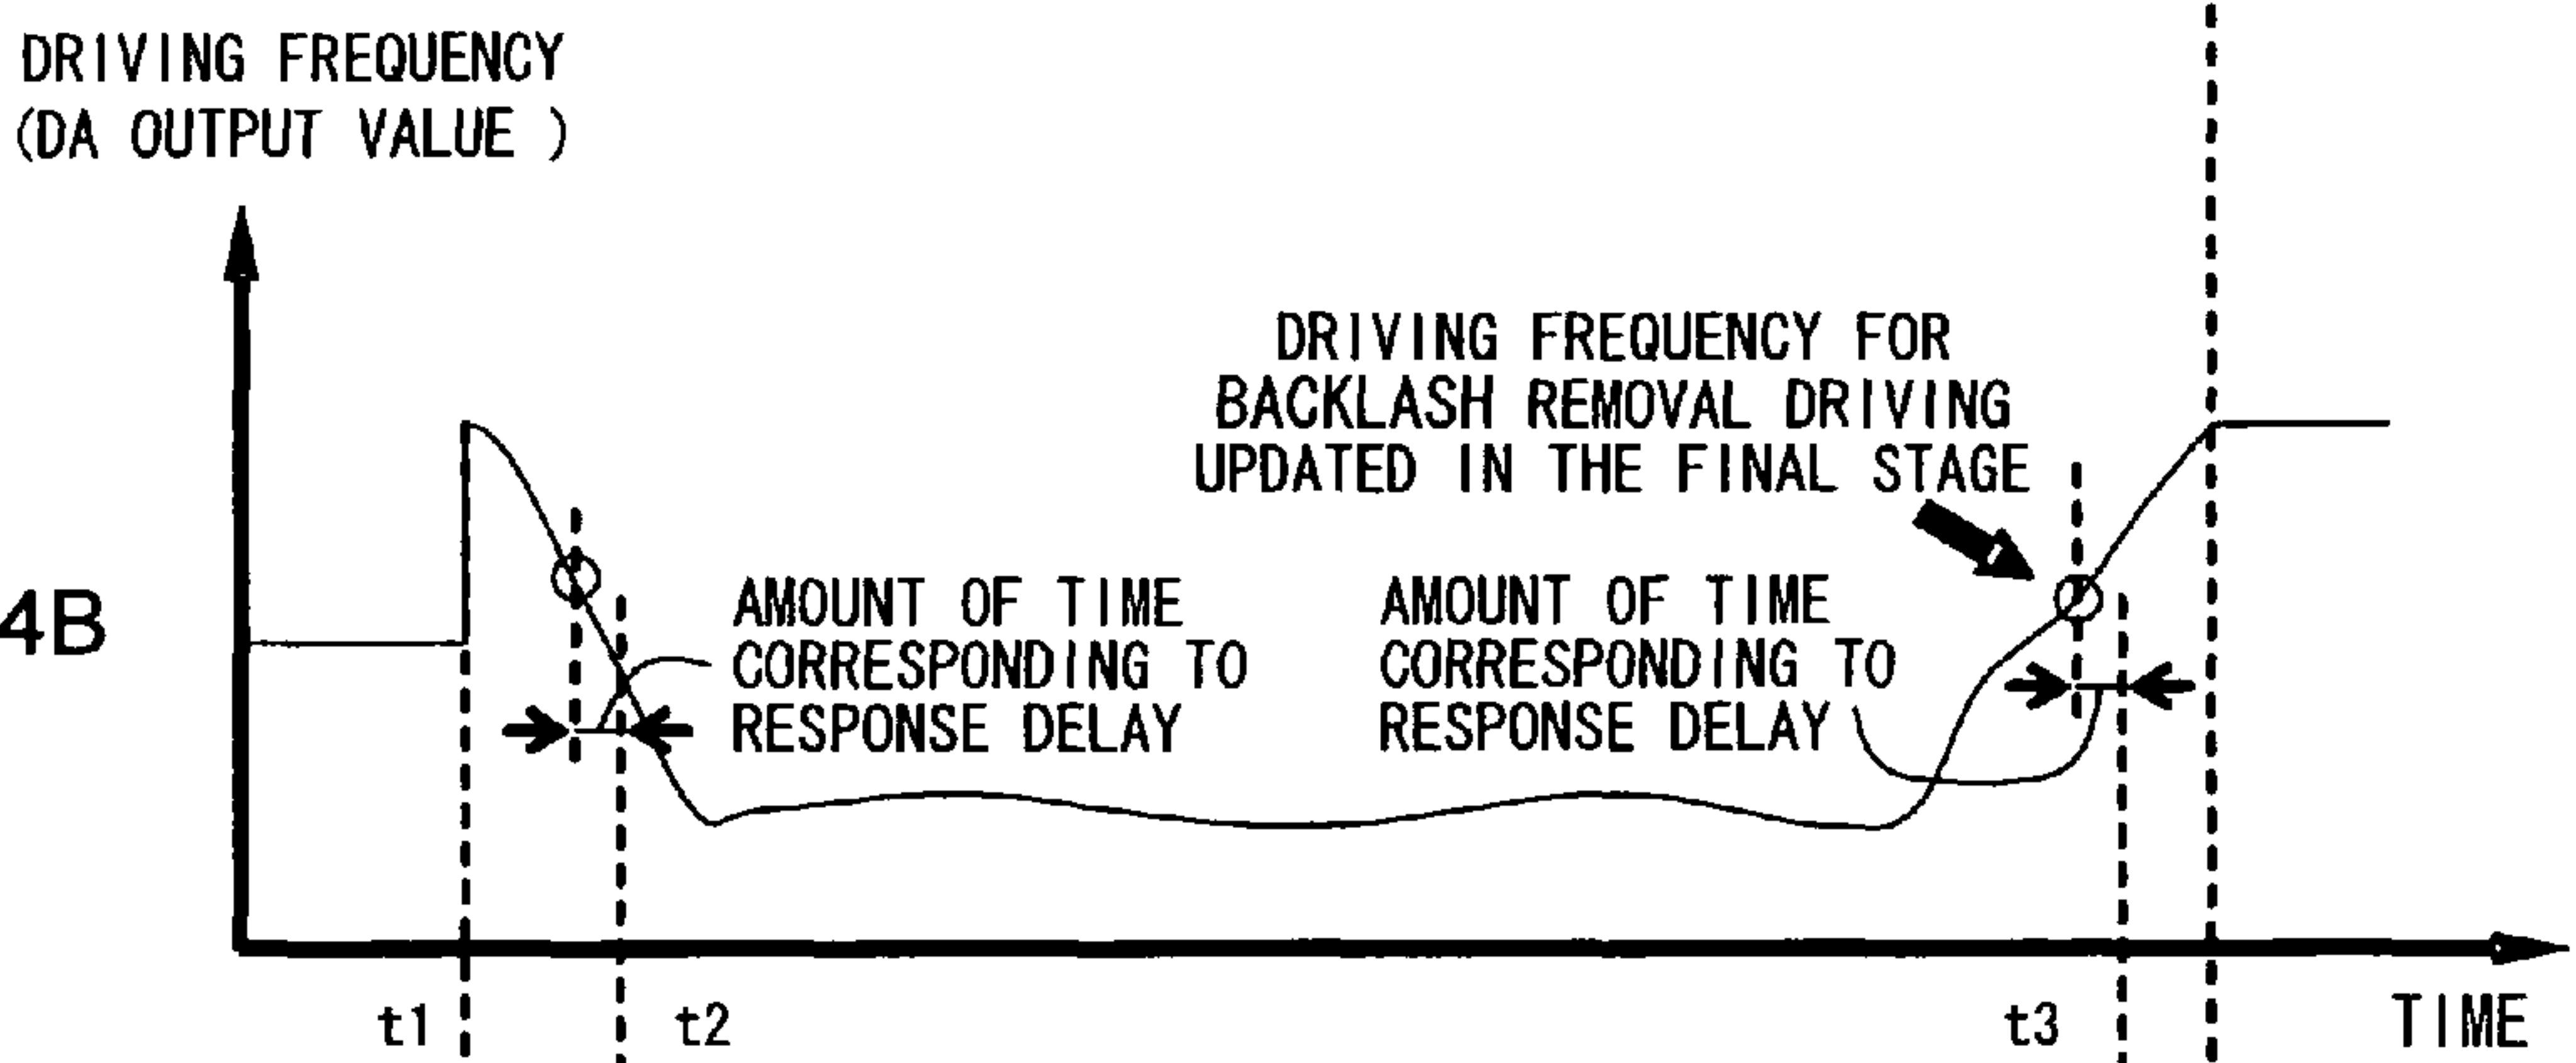 DRIVING FREQUENCY
(DA OUTPUT VALUE )
DRIVING FREQUENCY FOR
BACKLASH REMOVAL DRIVING
UPDATED IN THE FINAL STAGE
4B
AMOUNT OF TIME
CORRESPONDING TO
RESPONSE DELAY
AMOUNT OF TIME
CORRESPONDING TO
RESPONSE DELAY
t1
t2
t3
TIME